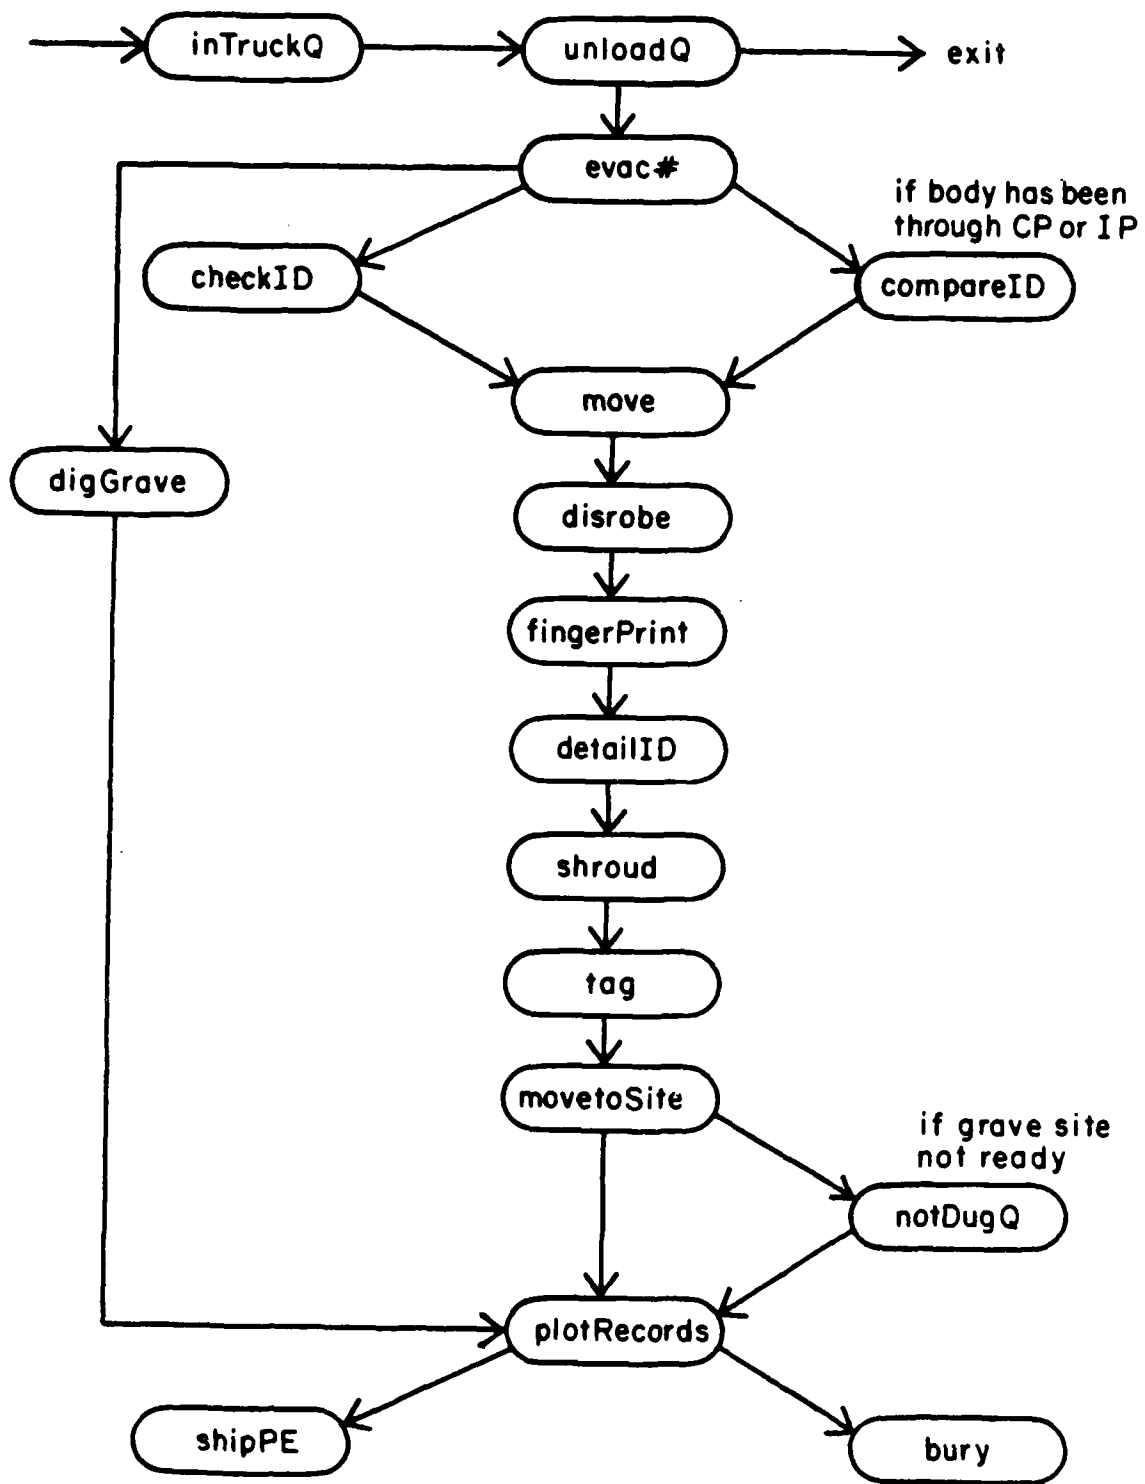 inTruckQ
unloadQ
exit
evac#
if body has been
through CP or IP
checkID
compareID
move
digGrave
disrobe
fingerPrint
detailID
shroud
tag
movetoSite
if grave site
not ready
notDugQ
plotRecords
shipPE
bury